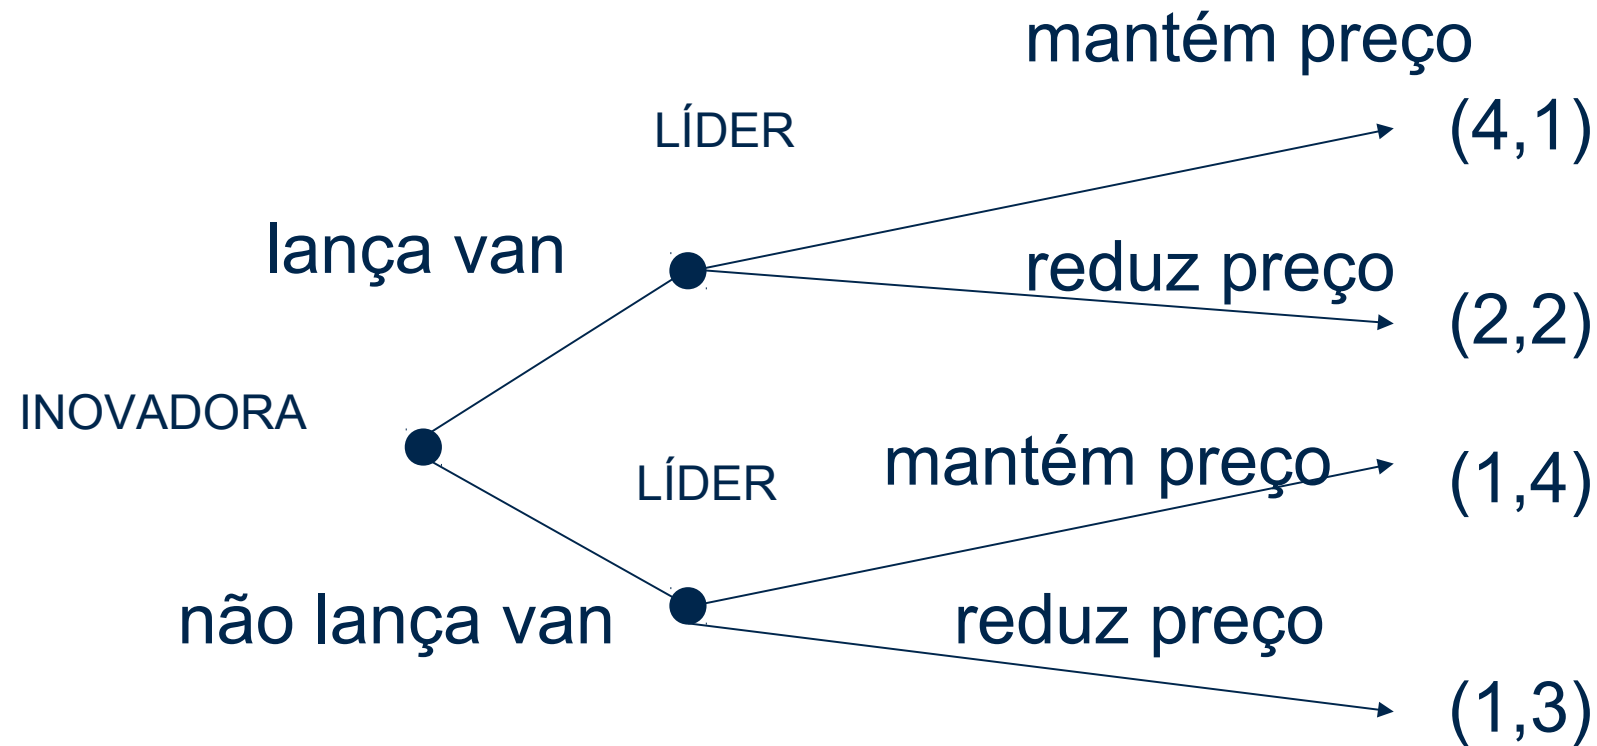 mantém preço
LÍDER
(4,1)
lança van
reduz preço
(2,2)
INOVADORA
LÍDER
mantém preço
(1,4)
não lança van
reduz preço
(1,3)